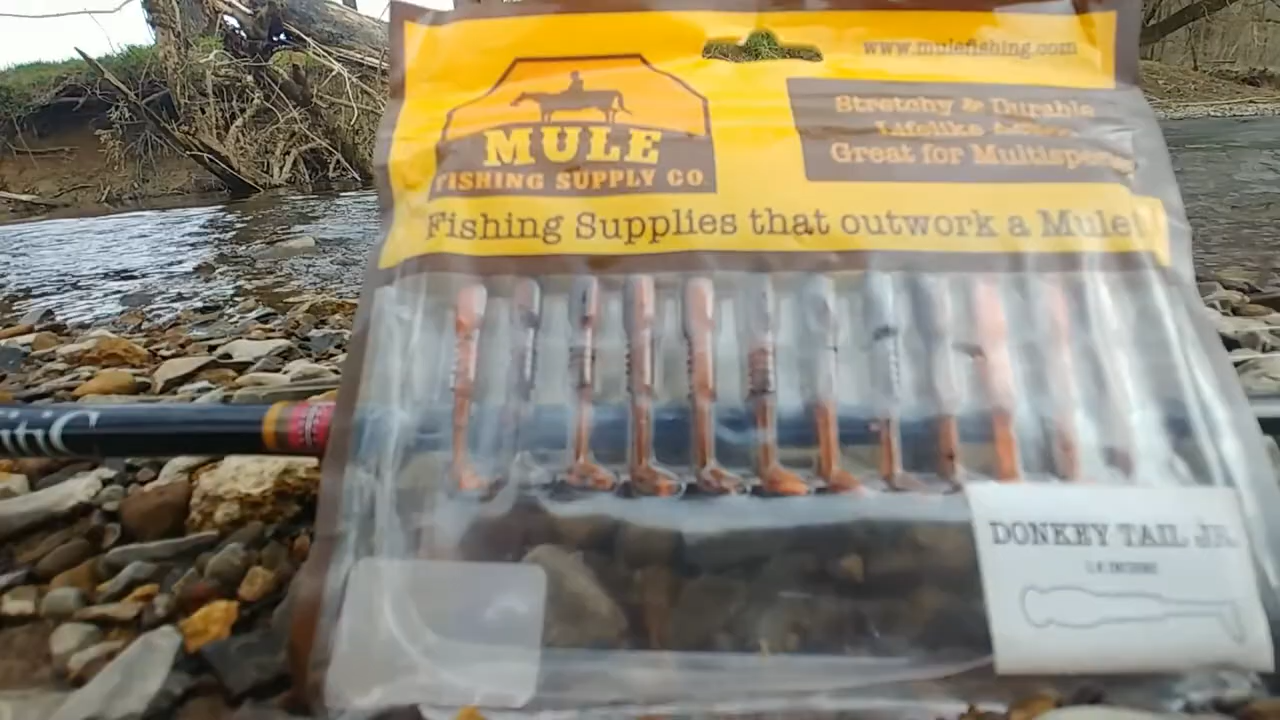 www.mulefishing.com
MULE
FISHING SUPPLY CO
Stretchy & Durable
Lifelike
Great for Multispecies
Fishing Supplies that outwork a Mule!
DONKEY TAIL JR.